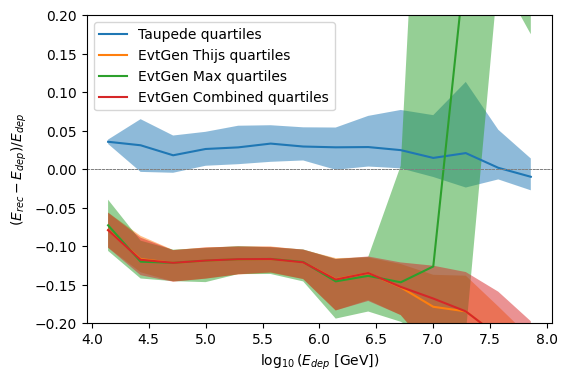 Taupede quartiles
EvtGen Thijs quartiles
EvtGen Max quartiles
EvtGen Combined quartiles
0.20
0.15
0.10
0.05
0.00
−0.05
−0.10
−0.15
−0.20
(E_rec − E_dep)/E_dep
4.0 4.5 5.0 5.5 6.0 6.5 7.0 7.5 8.0
log10 (E_dep [GeV])